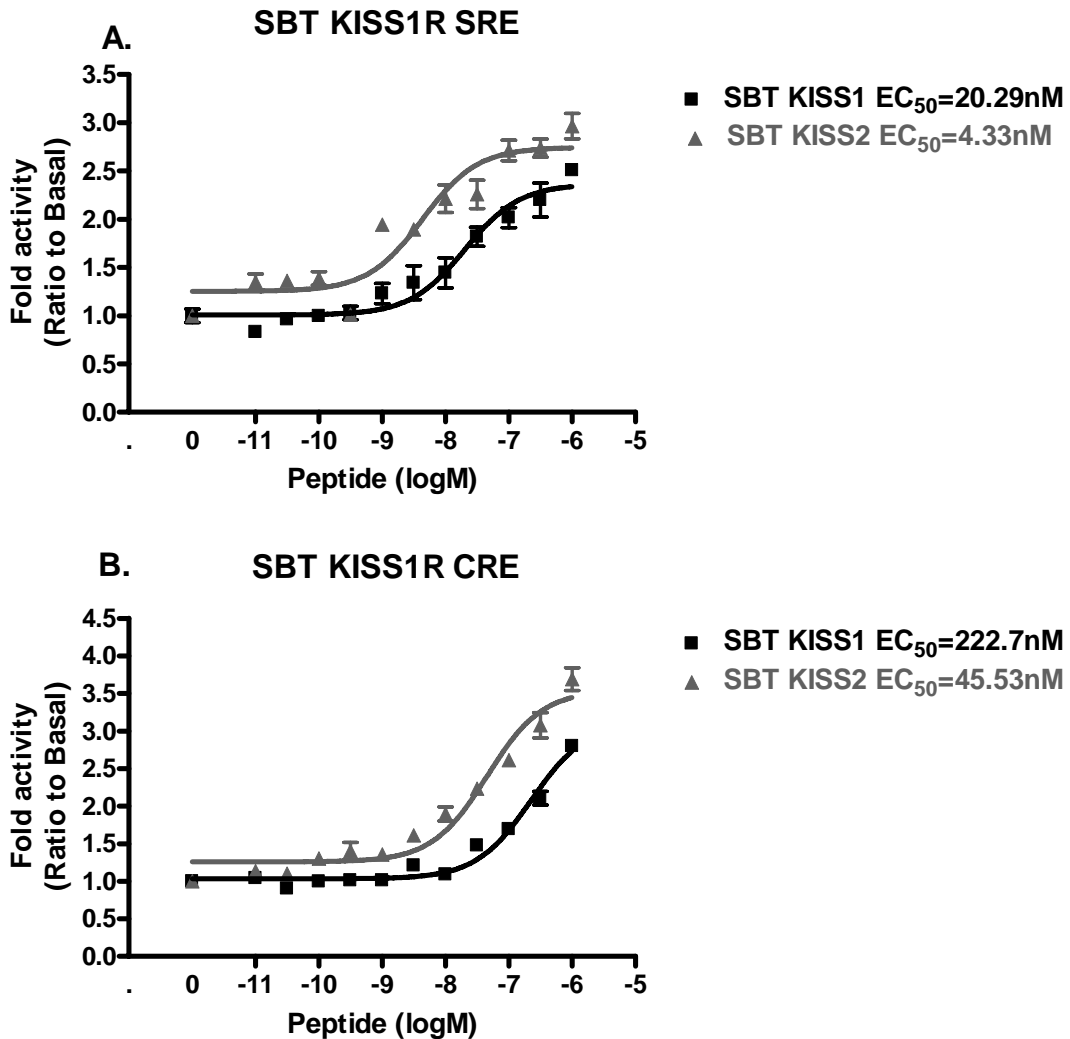 A.
SBT KISS1R SRE
3.5
3.0
2.5
2.0
1.5
1.0
0.5
0.0
Fold activity
(Ratio to Basal)
. 0 -11 -10 -9 -8 -7 -6 -5
Peptide (logM)
SBT KISS1 EC50=20.29nM
SBT KISS2 EC50=4.33nM
B.
SBT KISS1R CRE
4.5
4.0
3.5
3.0
2.5
2.0
1.5
1.0
0.5
0.0
Fold activity
(Ratio to Basal)
. 0 -11 -10 -9 -8 -7 -6 -5
Peptide (logM)
SBT KISS1 EC50=222.7nM
SBT KISS2 EC50=45.53nM